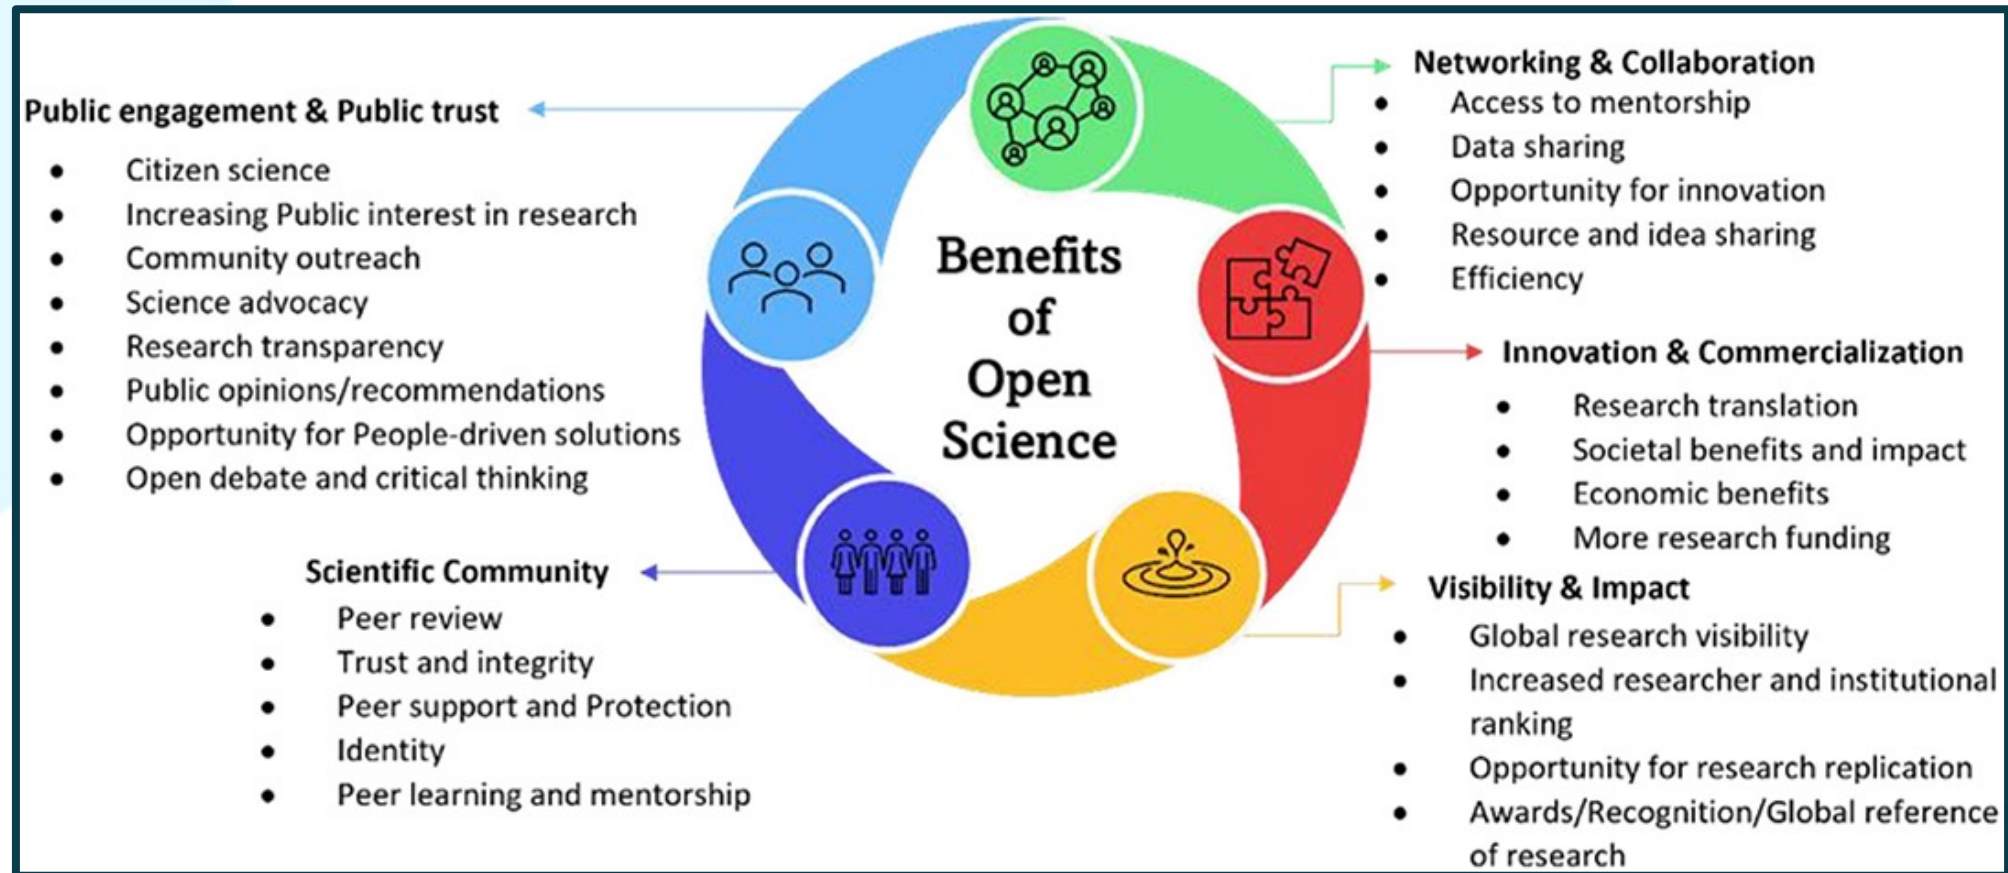 Benefits
of
Open
Science
Public engagement & Public trust
• Citizen science
• Increasing Public interest in research
• Community outreach
• Science advocacy
• Research transparency
• Public opinions/recommendations
• Opportunity for People-driven solutions
• Open debate and critical thinking
Scientific Community
• Peer review
• Trust and integrity
• Peer support and Protection
• Identity
• Peer learning and mentorship
Networking & Collaboration
• Access to mentorship
• Data sharing
• Opportunity for innovation
• Resource and idea sharing
• Efficiency
Innovation & Commercialization
• Research translation
• Societal benefits and impact
• Economic benefits
• More research funding
Visibility & Impact
• Global research visibility
• Increased researcher and institutional
ranking
• Opportunity for research replication
• Awards/Recognition/Global reference
of research